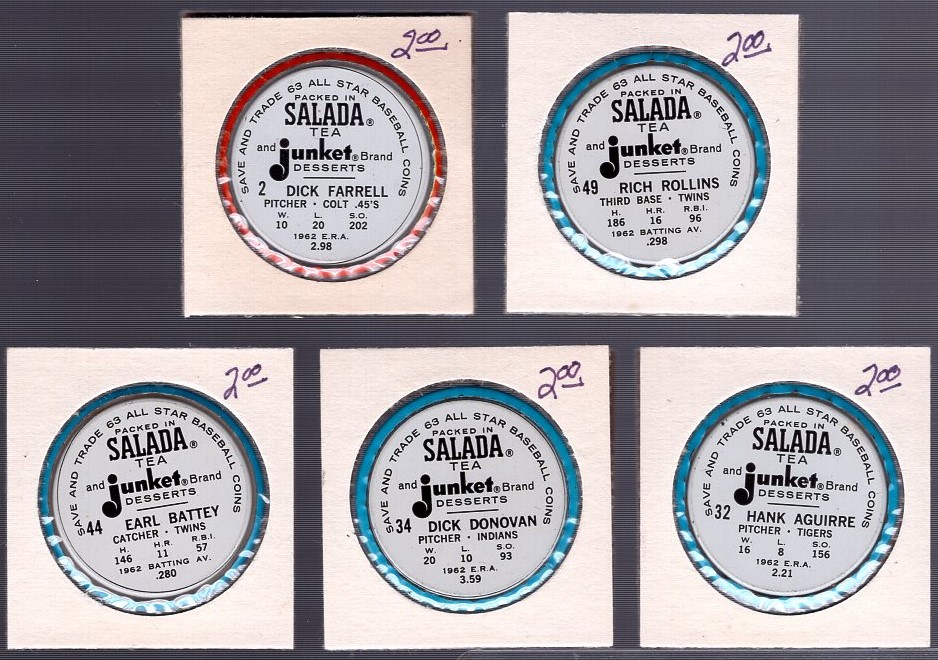 2.00
SAVE AND TRADE 63 ALL STAR BASEBALL COINS
PACKED IN
SALADA®
TEA
and junket® Brand
DESSERTS
2 DICK FARRELL
PITCHER · COLT .45'S
W. L. S.O.
10 20 202
1962 E.R.A.
2.98
2.00
SAVE AND TRADE 63 ALL STAR BASEBALL COINS
PACKED IN
SALADA®
TEA
and junket® Brand
DESSERTS
49 RICH ROLLINS
THIRD BASE · TWINS
H. H.R. R.B.I.
186 16 96
1962 BATTING AV.
.298
2.00
SAVE AND TRADE 63 ALL STAR BASEBALL COINS
PACKED IN
SALADA®
TEA
and junket® Brand
DESSERTS
44 EARL BATTEY
CATCHER · TWINS
H. H.R. R.B.I.
146 11 57
1962 BATTING AV.
.280
2.00
SAVE AND TRADE 63 ALL STAR BASEBALL COINS
PACKED IN
SALADA®
TEA
and junket® Brand
DESSERTS
34 DICK DONOVAN
PITCHER · INDIANS
W. L. S.O.
20 10 93
1962 E.R.A.
3.59
2.00
SAVE AND TRADE 63 ALL STAR BASEBALL COINS
PACKED IN
SALADA®
TEA
and junket® Brand
DESSERTS
32 HANK AGUIRRE
PITCHER · TIGERS
W. L. S.O.
16 8 156
1962 E.R.A.
2.21